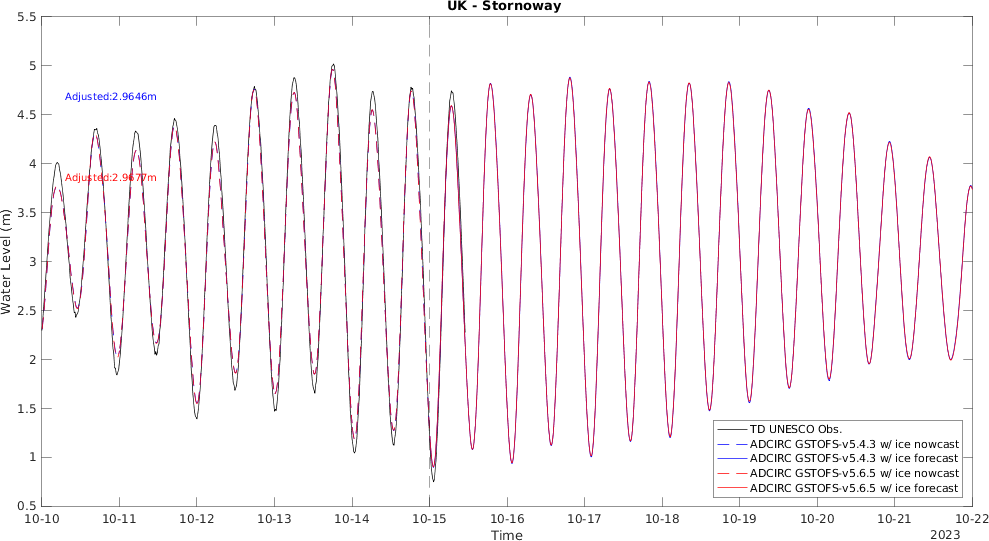 UK - Stornoway
5.5
5
4.5
4
3.5
3
2.5
2
1.5
1
0.5
Water Level (m)
Adjusted:2.9646m
Adjusted:2.9677m
TD UNESCO Obs.
ADCIRC GSTOFS-v5.4.3 w/ ice nowcast
ADCIRC GSTOFS-v5.4.3 w/ ice forecast
ADCIRC GSTOFS-v5.6.5 w/ ice nowcast
ADCIRC GSTOFS-v5.6.5 w/ ice forecast
10-10 10-11 10-12 10-13 10-14 10-15 10-16 10-17 10-18 10-19 10-20 10-21 10-22
Time
2023